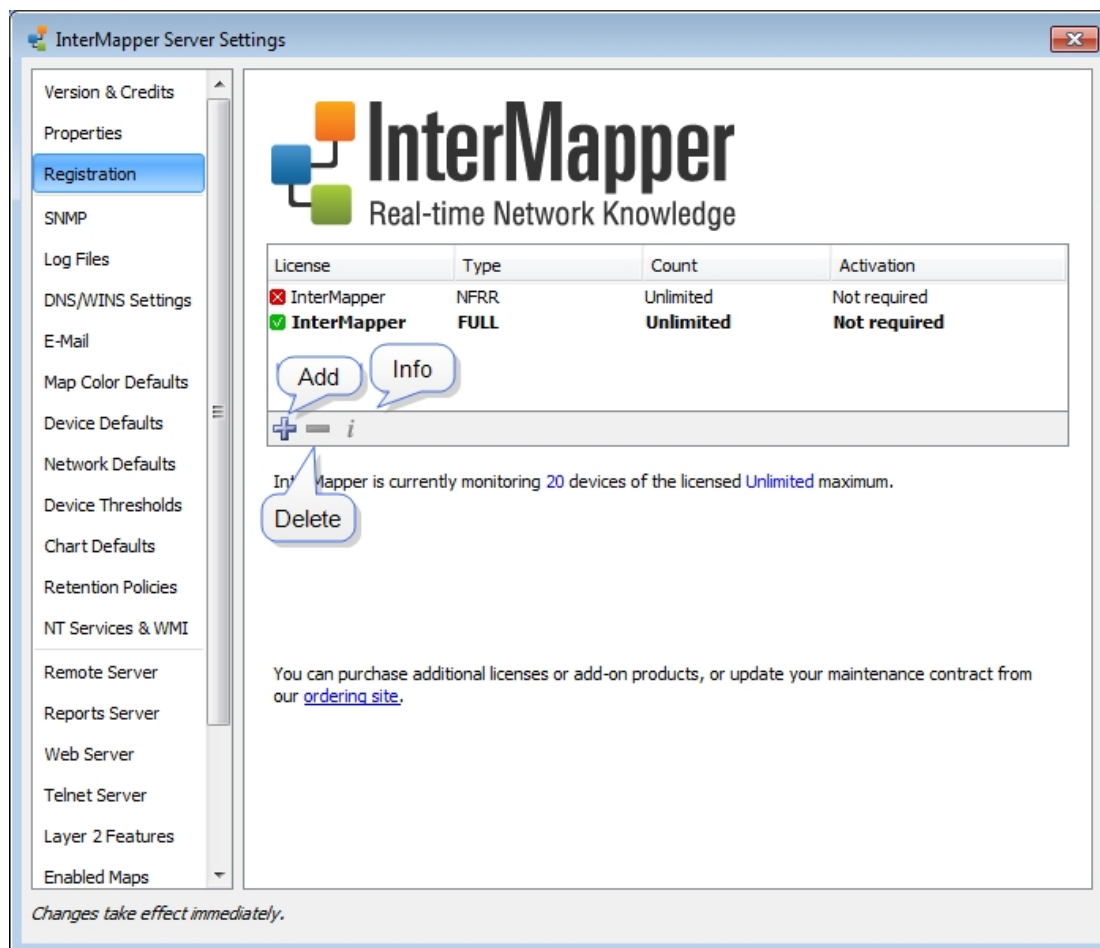 InterMapper Server Settings
Version & Credits
Properties
Registration
SNMP
Log Files
DNS/WINS Settings
E-Mail
Map Color Defaults
Device Defaults
Network Defaults
Device Thresholds
Chart Defaults
Retention Policies
NT Services & WMI
Remote Server
Reports Server
Web Server
Telnet Server
Layer 2 Features
Enabled Maps
InterMapper
Real-time Network Knowledge
License Type Count Activation
InterMapper NFRR Unlimited Not required
InterMapper FULL Unlimited Not required
Add
Info
i
Mapper is currently monitoring 20 devices of the licensed Unlimited maximum.
Delete
You can purchase additional licenses or add-on products, or update your maintenance contract from
our ordering site.
Changes take effect immediately.